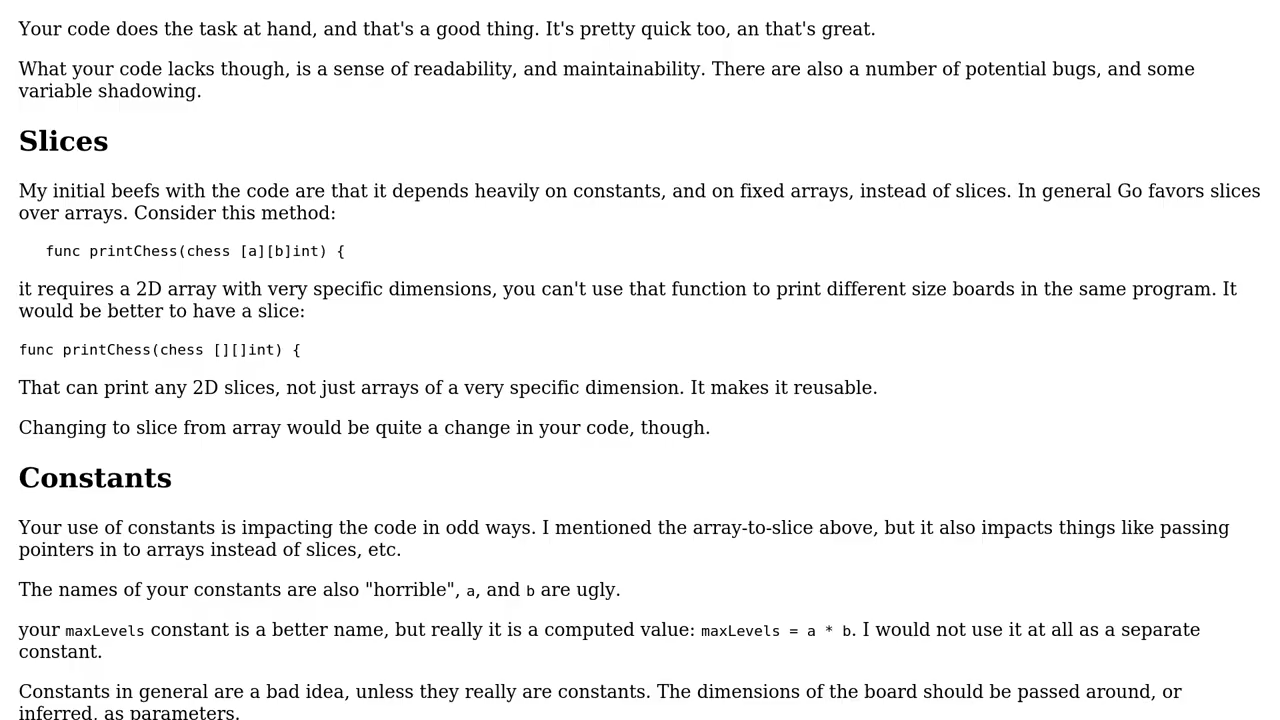 Your code does the task at hand, and that's a good thing. It's pretty quick too, an that's great.
What your code lacks though, is a sense of readability, and maintainability. There are also a number of potential bugs, and some
variable shadowing.
Slices
My initial beefs with the code are that it depends heavily on constants, and on fixed arrays, instead of slices. In general Go favors slices
over arrays. Consider this method:
func printChess(chess [a][b]int) {
it requires a 2D array with very specific dimensions, you can't use that function to print different size boards in the same program. It
would be better to have a slice:
func printChess(chess [][]int) {
That can print any 2D slices, not just arrays of a very specific dimension. It makes it reusable.
Changing to slice from array would be quite a change in your code, though.
Constants
Your use of constants is impacting the code in odd ways. I mentioned the array-to-slice above, but it also impacts things like passing
pointers in to arrays instead of slices, etc.
The names of your constants are also "horrible", a, and b are ugly.
your maxLevels constant is a better name, but really it is a computed value: maxLevels = a * b. I would not use it at all as a separate
constant.
Constants in general are a bad idea, unless they really are constants. The dimensions of the board should be passed around, or
inferred, as parameters.